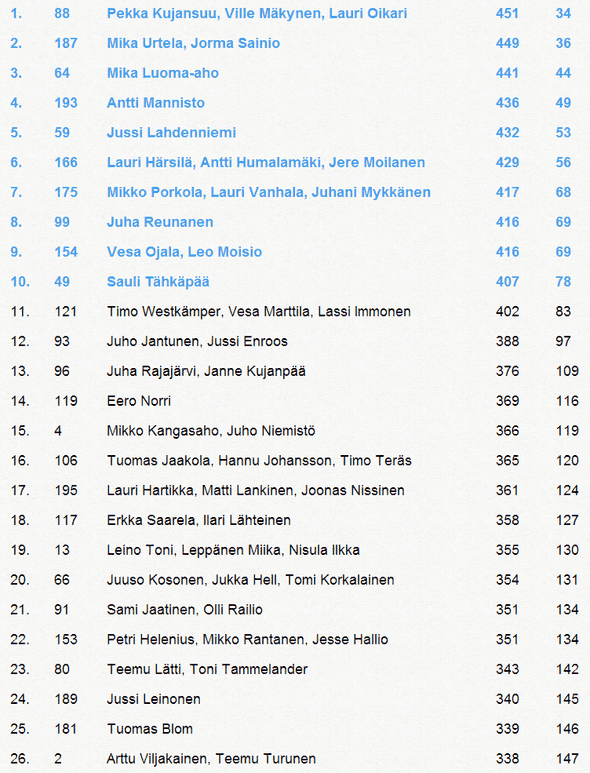 1. 88 Pekka Kujansuu, Ville Mäkynen, Lauri Oikari 451 34
2. 187 Mika Urtela, Jorma Sainio 449 36
3. 64 Mika Luoma-aho 441 44
4. 193 Antti Mannisto 436 49
5. 59 Jussi Lahdenniemi 432 53
6. 166 Lauri Härsilä, Antti Humalamäki, Jere Moilanen 429 56
7. 175 Mikko Porkola, Lauri Vanhala, Juhani Mykkänen 417 68
8. 99 Juha Reunanen 416 69
9. 154 Vesa Ojala, Leo Moisio 416 69
10. 49 Sauli Tähkäpää 407 78
11. 121 Timo Westkämper, Vesa Marttila, Lassi Immonen 402 83
12. 93 Juho Jantunen, Jussi Enroos 388 97
13. 96 Juha Rajajärvi, Janne Kujanpää 376 109
14. 119 Eero Norri 369 116
15. 4 Mikko Kangasaho, Juho Niemistö 366 119
16. 106 Tuomas Jaakola, Hannu Johansson, Timo Teräs 365 120
17. 195 Lauri Hartikka, Matti Lankinen, Joonas Nissinen 361 124
18. 117 Erkka Saarela, Ilari Lähteinen 358 127
19. 13 Leino Toni, Leppänen Miika, Nisula Ilkka 355 130
20. 66 Juuso Kosonen, Jukka Hell, Tomi Korkalainen 354 131
21. 91 Sami Jaatinen, Olli Railio 351 134
22. 153 Petri Helenius, Mikko Rantanen, Jesse Hallio 351 134
23. 80 Teemu Lätti, Toni Tammelander 343 142
24. 189 Jussi Leinonen 340 145
25. 181 Tuomas Blom 339 146
26. 2 Arttu Viljakainen, Teemu Turunen 338 147